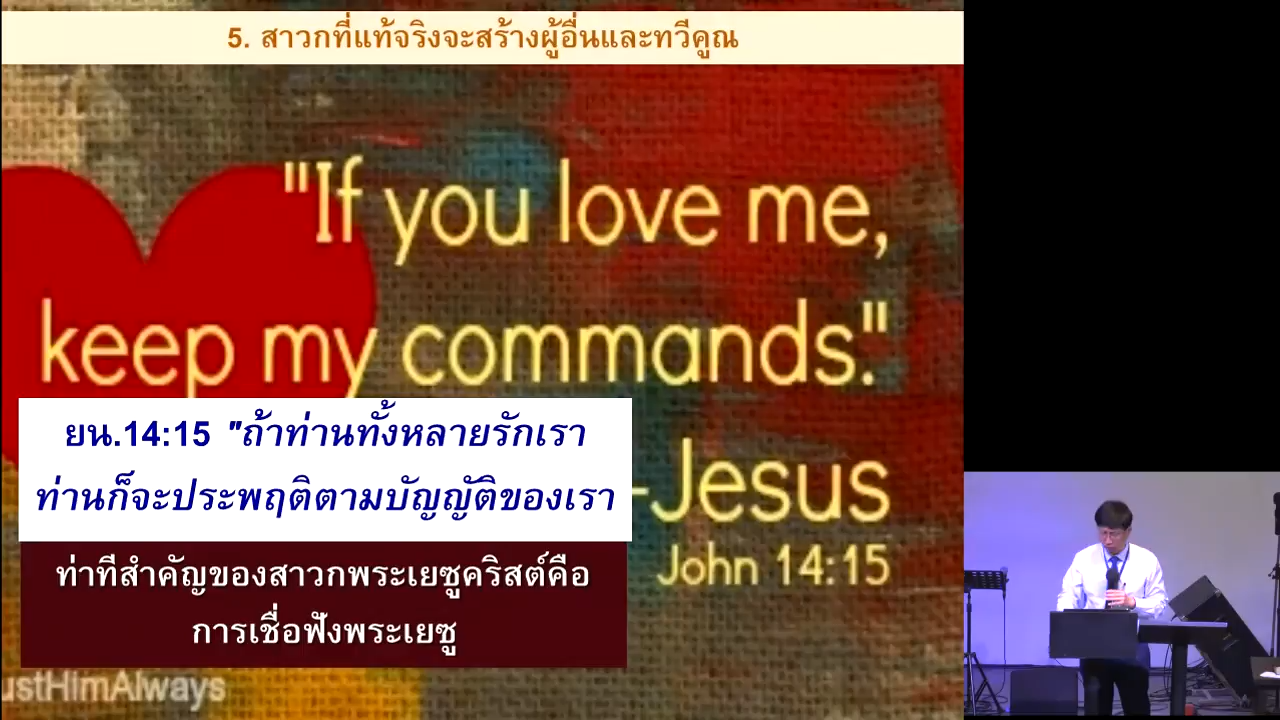 5. สาวกที่แท้จริงจะสร้างผู้อื่นและทวีคูณ
"If you love me,
keep my commands."
-Jesus
John 14:15
ยน.14:15 "ถ้าท่านทั้งหลายรักเรา
ท่านก็จะประพฤติตามบัญญัติของเรา
ท่าทีสำคัญของสาวกพระเยซูคริสต์คือ
การเชื่อฟังพระเยซู
ustHimAlways